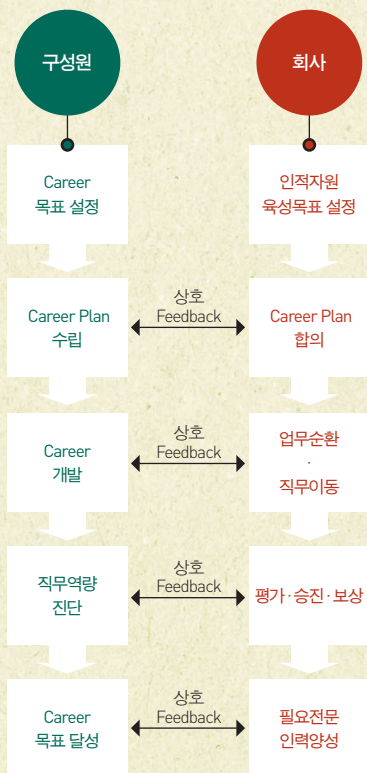 구성원
회사
Career
목표 설정
인적자원
육성목표 설정
Career Plan
수립
상호
Feedback
Career Plan
합의
Career
개발
상호
Feedback
업무순환
·
직무이동
직무역량
진단
상호
Feedback
평가·승진·보상
Career
목표 달성
상호
Feedback
필요전문
인력양성